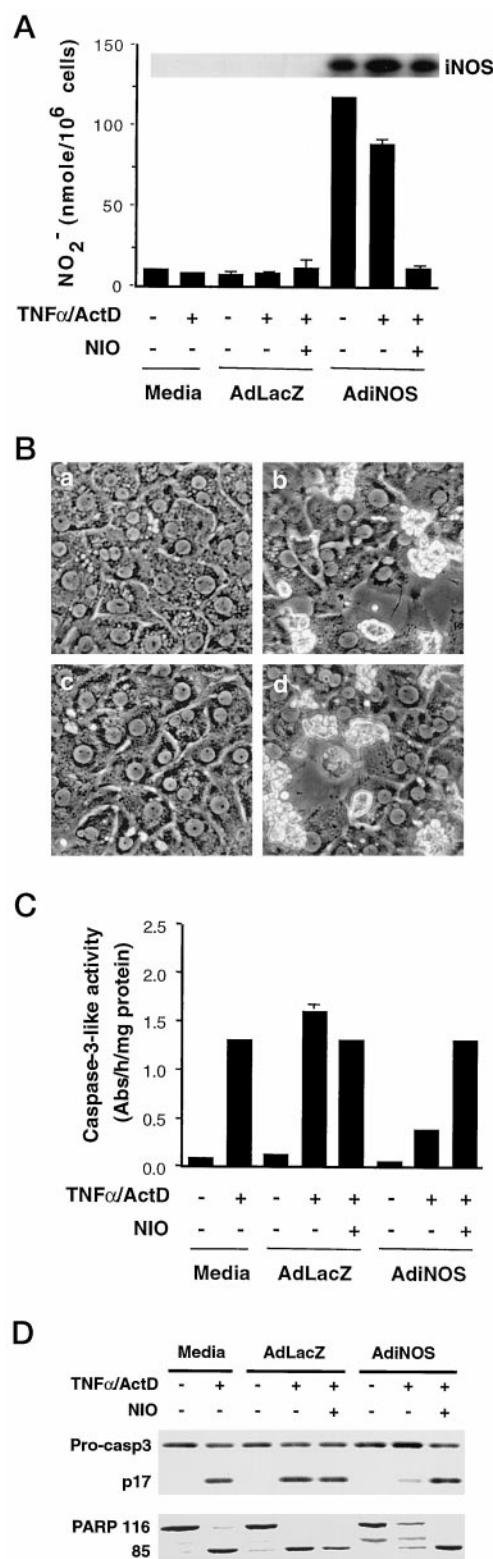 A
150
100
50
0
NO2- (nmole/10^6 cells)
iNOS
TNFα/ActD - + - + + - + +
NIO - - - - + - - +
Media AdLacZ AdiNOS
B
a b
c d
C
2.5
2.0
1.5
1.0
0.5
0.0
Caspase-3-like activity
(Abs/h/mg protein)
TNFα/ActD - + - + + - + +
NIO - - - - + - - +
Media AdLacZ AdiNOS
D
Media AdLacZ AdiNOS
TNFα/ActD - + - + + - + +
NIO - - - - + - - +
Pro-casp3
p17
PARP 116
85